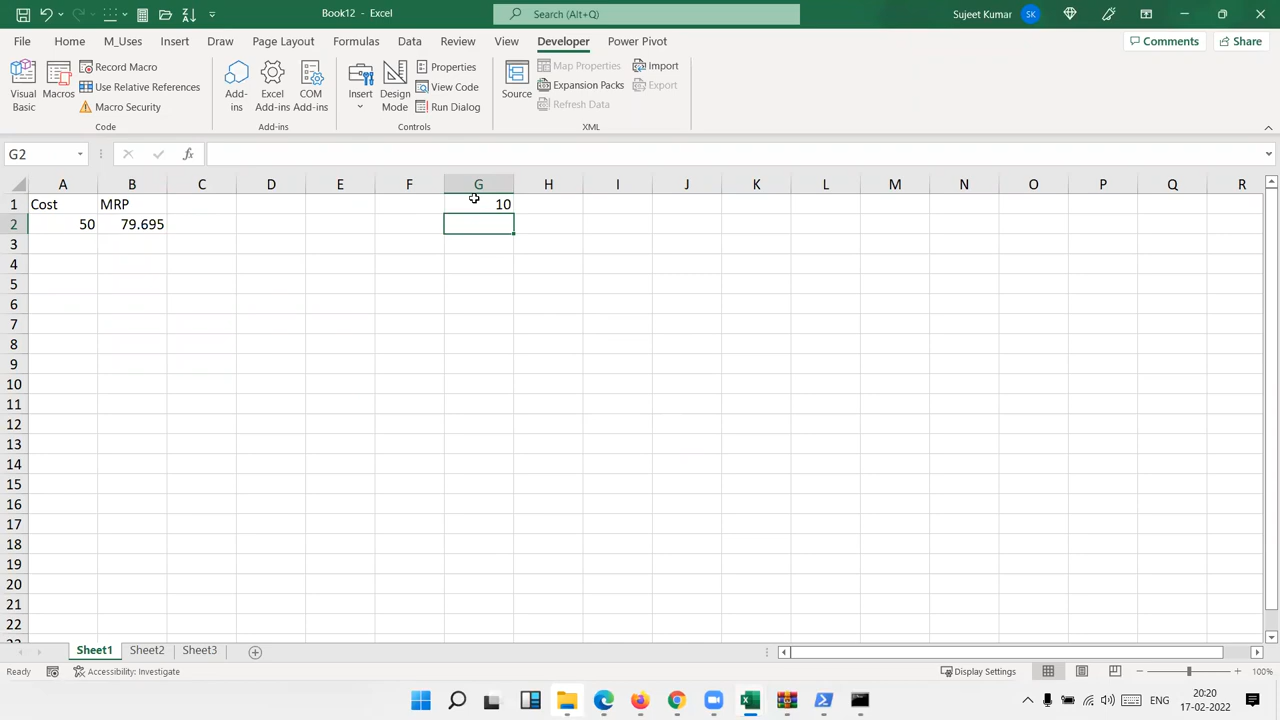 Book12 - Excel
Search (Alt+Q)
Sujeet Kumar
SK
File Home M_Uses Insert Draw Page Layout Formulas Data Review View Developer Power Pivot
Comments Share
Visual Basic
Macros
Record Macro
Use Relative References
Macro Security
Code
Add-ins
Excel Add-ins
COM Add-ins
Add-ins
Insert
Design Mode
Properties
View Code
Run Dialog
Controls
Source
Map Properties
Expansion Packs
Refresh Data
Import
Export
XML
G2
fx
A B C D E F G H I J K L M N O P Q R
1 Cost MRP 10
2 50 79.695
3
4
5
6
7
8
9
10
11
12
13
14
15
16
17
18
19
20
21
22
Sheet1 Sheet2 Sheet3
Ready
Accessibility: Investigate
Display Settings
100%
ENG
20:20
17-02-2022